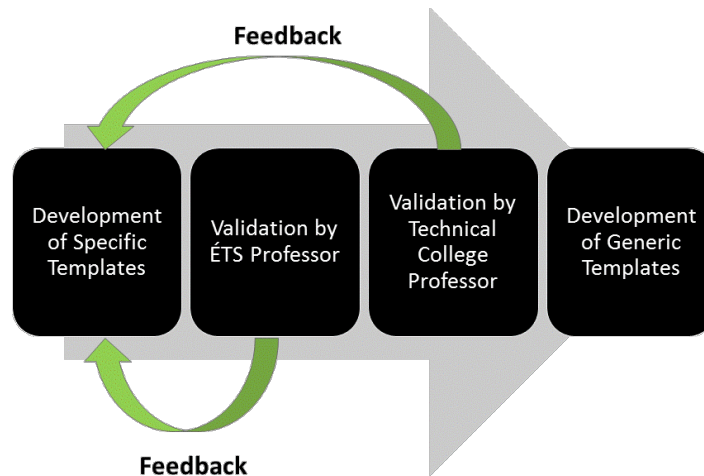 Feedback
Development
of Specific
Templates
Validation by
ÉTS Professor
Validation by
Technical
College
Professor
Development
of Generic
Templates
Feedback